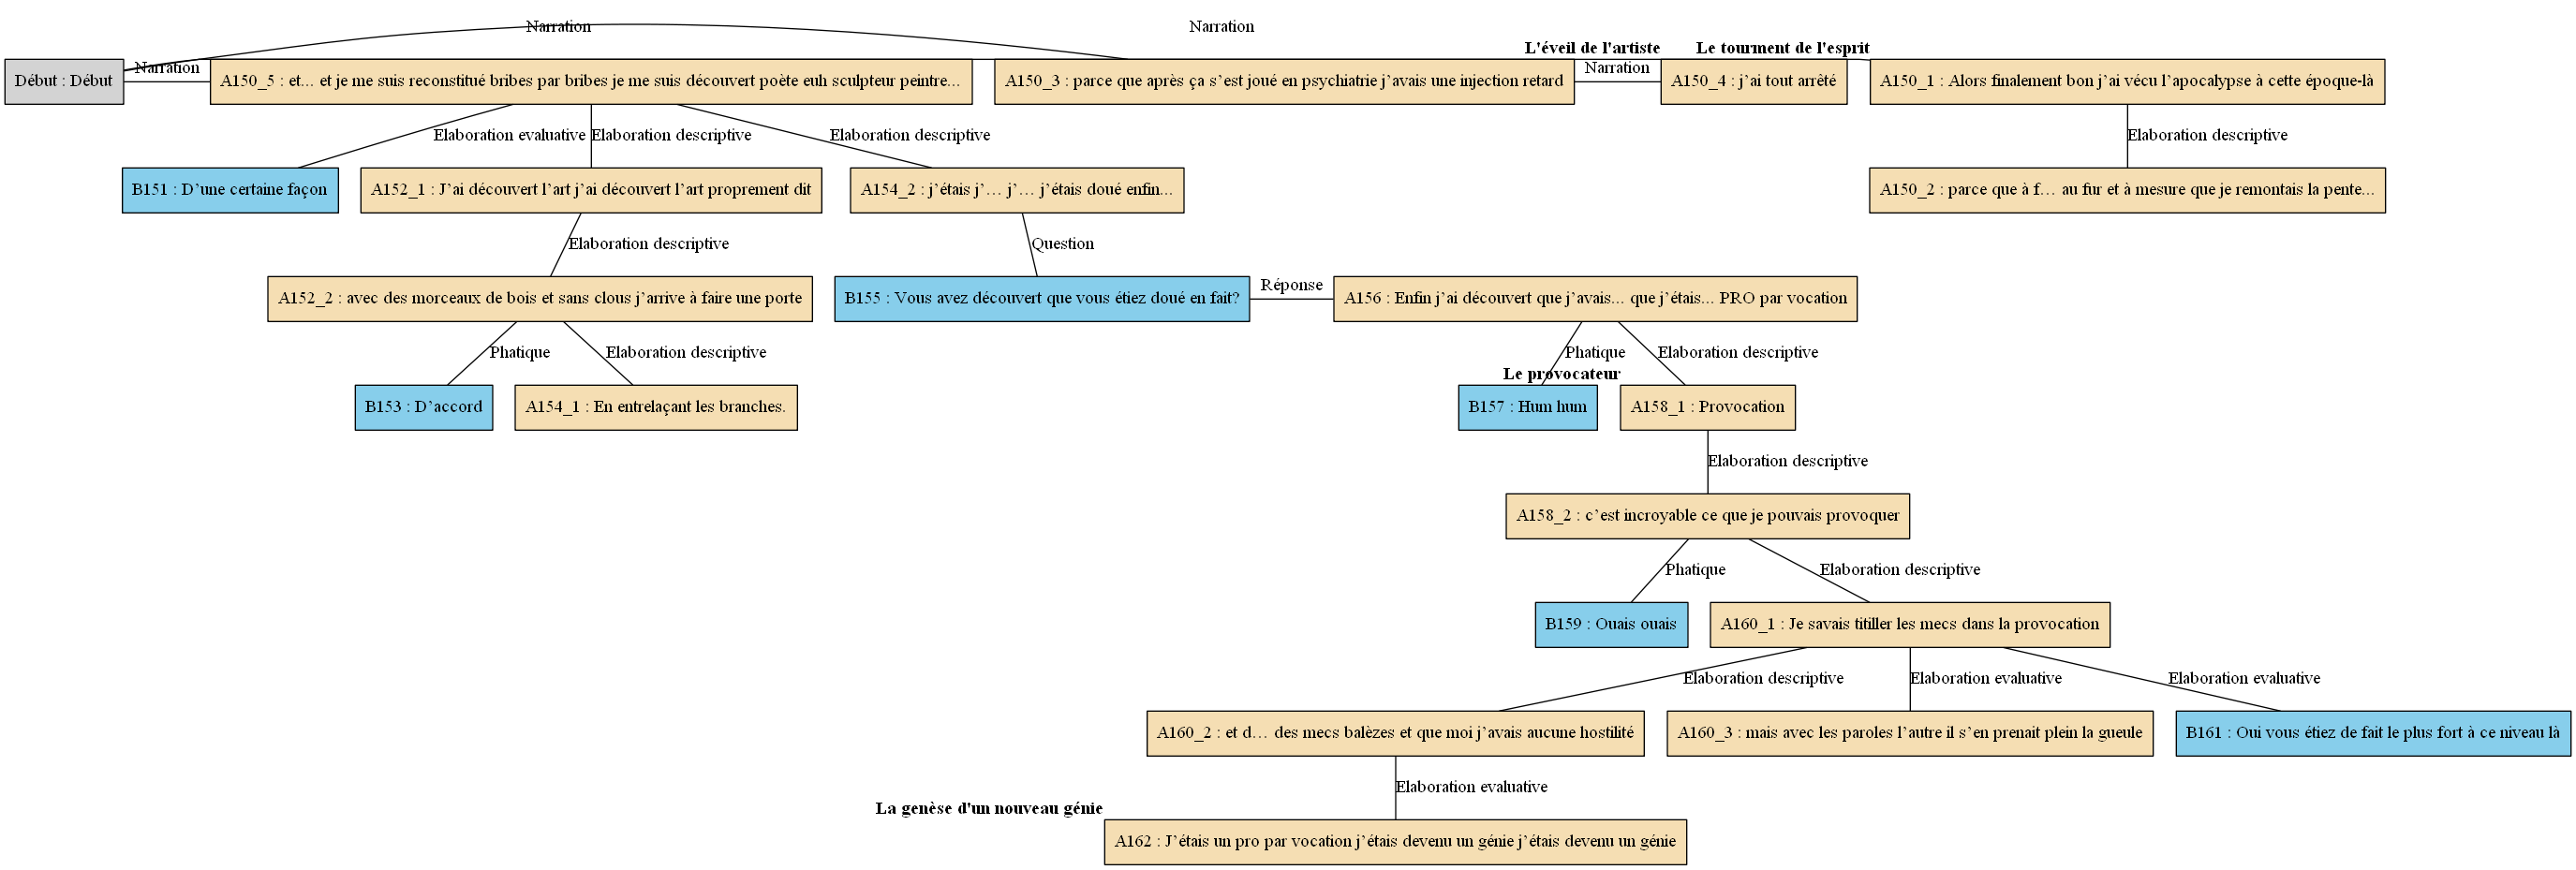 Narration
Narration
L'éveil de l'artiste
Le tourment de l'esprit
Narration
Narration
Début : Début
A150_5 : et... et je me suis reconstitué bribes par bribes je me suis découvert poète euh sculpteur peintre...
A150_3 : parce que après ça s’est joué en psychiatrie j’avais une injection retard
A150_4 : j’ai tout arrêté
A150_1 : Alors finalement bon j’ai vécu l’apocalypse à cette époque-là
Elaboration evaluative
Elaboration descriptive
Elaboration descriptive
Elaboration descriptive
B151 : D’une certaine façon
A152_1 : J’ai découvert l’art j’ai découvert l’art proprement dit
A154_2 : j’étais j’… j’… j’étais doué enfin...
A150_2 : parce que à f… au fur et à mesure que je remontais la pente...
Elaboration descriptive
Question
A152_2 : avec des morceaux de bois et sans clous j’arrive à faire une porte
B155 : Vous avez découvert que vous étiez doué en fait?
Réponse
A156 : Enfin j’ai découvert que j’avais... que j’étais... PRO par vocation
Phatique
Elaboration descriptive
Phatique
Elaboration descriptive
Le provocateur
B153 : D’accord
A154_1 : En entrelaçant les branches.
B157 : Hum hum
A158_1 : Provocation
Elaboration descriptive
A158_2 : c’est incroyable ce que je pouvais provoquer
Phatique
Elaboration descriptive
B159 : Ouais ouais
A160_1 : Je savais titiller les mecs dans la provocation
Elaboration descriptive
Elaboration evaluative
Elaboration evaluative
A160_2 : et d… des mecs balèzes et que moi j’avais aucune hostilité
A160_3 : mais avec les paroles l’autre il s’en prenait plein la gueule
B161 : Oui vous étiez de fait le plus fort à ce niveau là
Elaboration evaluative
La genèse d'un nouveau génie
A162 : J’étais un pro par vocation j’étais devenu un génie j’étais devenu un génie